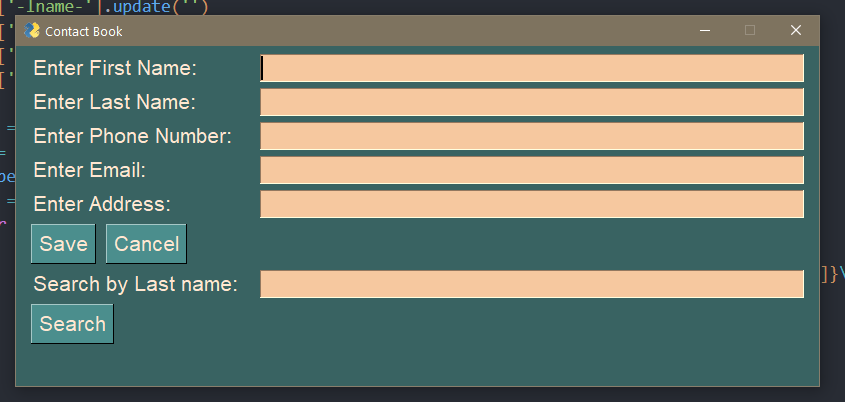 ['-lname-'].update('')
['
Contact Book
['
['
Enter First Name:
Enter Last Name:
Enter Phone Number:
=
=
Enter Email:
pe
Enter Address:
=
r
Save Cancel
]}\
Search by Last name:
Search